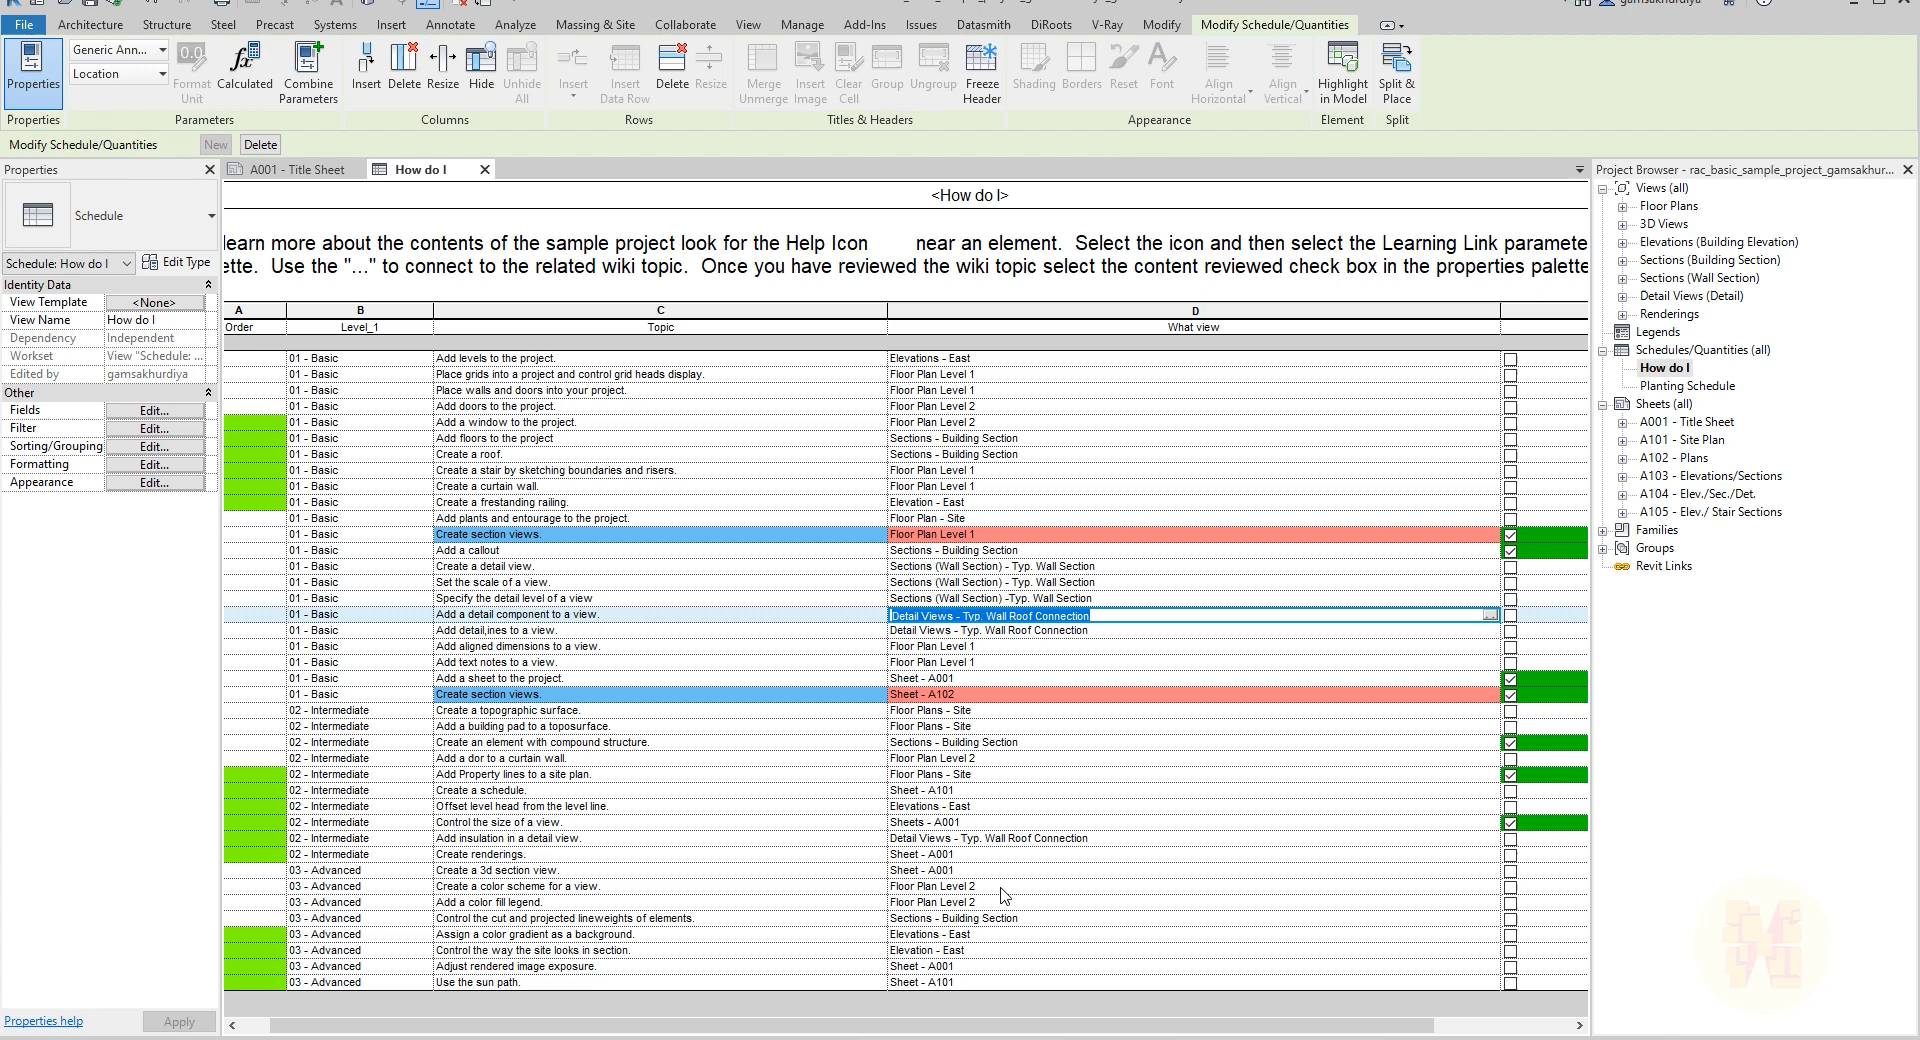 gamsakhurdiya
File
Architecture
Structure
Steel
Precast
Systems
Insert
Annotate
Analyze
Massing & Site
Collaborate
View
Manage
Add-Ins
Issues
Datasmith
DiRoots
V-Ray
Modify
Modify Schedule/Quantities
Generic Ann...
Location
Properties
Format
Unit
Calculated
Combine
Parameters
Insert
Delete
Resize
Hide
Unhide
All
Insert
Insert
Data Row
Delete
Resize
Merge
Unmerge
Insert
Image
Clear
Cell
Group
Ungroup
Freeze
Header
Shading
Borders
Reset
Font
Align
Horizontal
Align
Vertical
Highlight
in Model
Split &
Place
Properties
Parameters
Columns
Rows
Titles & Headers
Appearance
Element
Split
Modify Schedule/Quantities
New
Delete
Properties
Schedule
Schedule: How do I
Edit Type
Identity Data
View Template <None>
View Name How do I
Dependency Independent
Workset View "Schedule: ...
Edited by gamsakhurdiya
Other
Fields Edit...
Filter Edit...
Sorting/Grouping Edit...
Formatting Edit...
Appearance Edit...
Properties help
Apply
A001 - Title Sheet
How do I
<How do I>
learn more about the contents of the sample project look for the Help Icon near an element. Select the icon and then select the Learning Link paramete
ette. Use the "..." to connect to the related wiki topic. Once you have reviewed the wiki topic select the content reviewed check box in the properties palette
A B C D
Order Level_1 Topic What view
01 - Basic Add levels to the project. Elevations - East
01 - Basic Place grids into a project and control grid heads display. Floor Plan Level 1
01 - Basic Place walls and doors into your project. Floor Plan Level 1
01 - Basic Add doors to the project. Floor Plan Level 2
01 - Basic Add a window to the project. Floor Plan Level 2
01 - Basic Add floors to the project Sections - Building Section
01 - Basic Create a roof. Sections - Building Section
01 - Basic Create a stair by sketching boundaries and risers. Floor Plan Level 1
01 - Basic Create a curtain wall. Floor Plan Level 1
01 - Basic Create a frestanding railing. Elevation - East
01 - Basic Add plants and entourage to the project. Floor Plan - Site
01 - Basic Create section views. Floor Plan Level 1
01 - Basic Add a callout Sections - Building Section
01 - Basic Create a detail view. Sections (Wall Section) - Typ. Wall Section
01 - Basic Set the scale of a view. Sections (Wall Section) - Typ. Wall Section
01 - Basic Specify the detail level of a view Sections (Wall Section) -Typ. Wall Section
01 - Basic Add a detail component to a view. Detail Views - Typ. Wall Roof Connection
01 - Basic Add detail,ines to a view. Detail Views - Typ. Wall Roof Connection
01 - Basic Add aligned dimensions to a view. Floor Plan Level 1
01 - Basic Add text notes to a view. Floor Plan Level 1
01 - Basic Add a sheet to the project. Sheet - A001
01 - Basic Create section views. Sheet - A102
02 - Intermediate Create a topographic surface. Floor Plans - Site
02 - Intermediate Add a building pad to a toposurface. Floor Plans - Site
02 - Intermediate Create an element with compound structure. Sections - Building Section
02 - Intermediate Add a dor to a curtain wall. Floor Plan Level 2
02 - Intermediate Add Property lines to a site plan. Floor Plans - Site
02 - Intermediate Create a schedule. Sheet - A101
02 - Intermediate Offset level head from the level line. Elevations - East
02 - Intermediate Control the size of a view. Sheets - A001
02 - Intermediate Add insulation in a detail view. Detail Views - Typ. Wall Roof Connection
02 - Intermediate Create renderings. Sheet - A001
03 - Advanced Create a 3d section view. Sheet - A001
03 - Advanced Create a color scheme for a view. Floor Plan Level 2
03 - Advanced Add a color fill legend. Floor Plan Level 2
03 - Advanced Control the cut and projected lineweights of elements. Sections - Building Section
03 - Advanced Assign a color gradient as a background. Elevations - East
03 - Advanced Control the way the site looks in section. Elevation - East
03 - Advanced Adjust rendered image exposure. Sheet - A001
03 - Advanced Use the sun path. Sheet - A101
Project Browser - rac_basic_sample_project_gamsakhur...
Views (all)
Floor Plans
3D Views
Elevations (Building Elevation)
Sections (Building Section)
Sections (Wall Section)
Detail Views (Detail)
Renderings
Legends
Schedules/Quantities (all)
How do I
Planting Schedule
Sheets (all)
A001 - Title Sheet
A101 - Site Plan
A102 - Plans
A103 - Elevations/Sections
A104 - Elev./Sec./Det.
A105 - Elev./ Stair Sections
Families
Groups
Revit Links